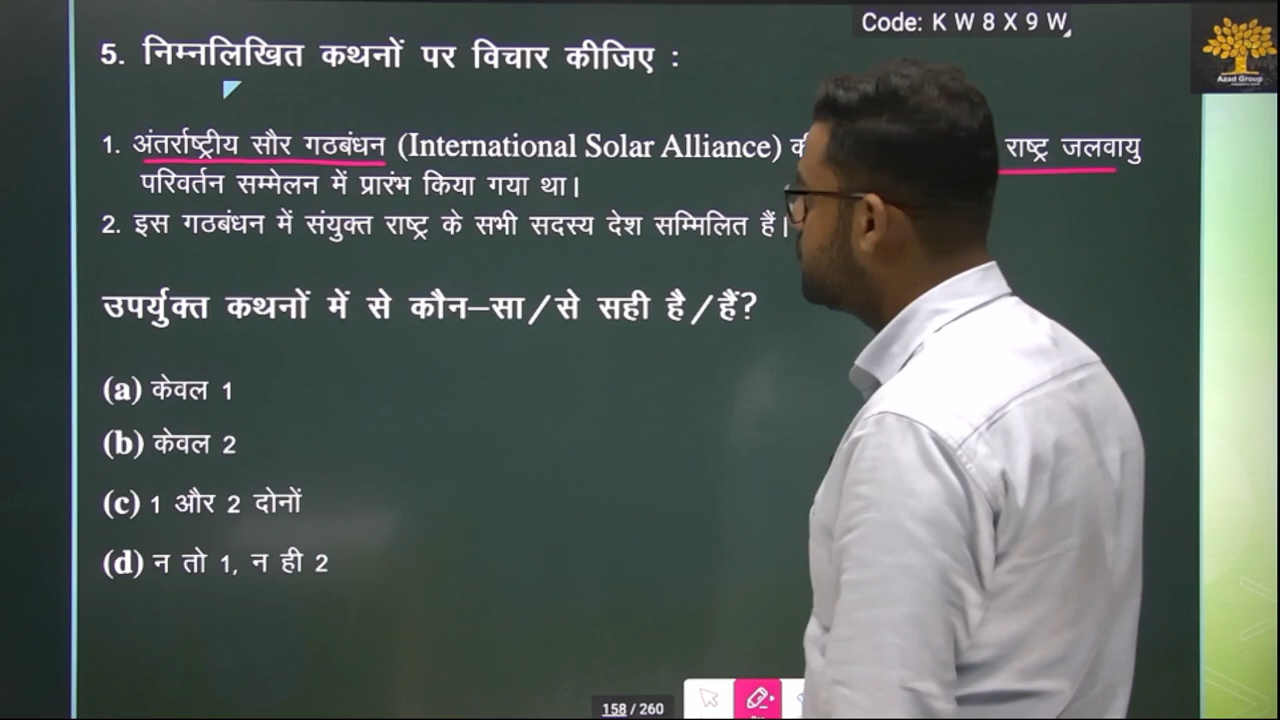 Code: K W 8 X 9 W
Azad Group
5. निम्नलिखित कथनों पर विचार कीजिए :
1. अंतर्राष्ट्रीय सौर गठबंधन (International Solar Alliance) राष्ट्र जलवायु
परिवर्तन सम्मेलन में प्रारंभ किया गया था।
2. इस गठबंधन में संयुक्त राष्ट्र के सभी सदस्य देश सम्मिलित हैं।
उपर्युक्त कथनों में से कौन–सा/से सही है/हैं?
(a) केवल 1
(b) केवल 2
(c) 1 और 2 दोनों
(d) न तो 1, न ही 2
158 / 260